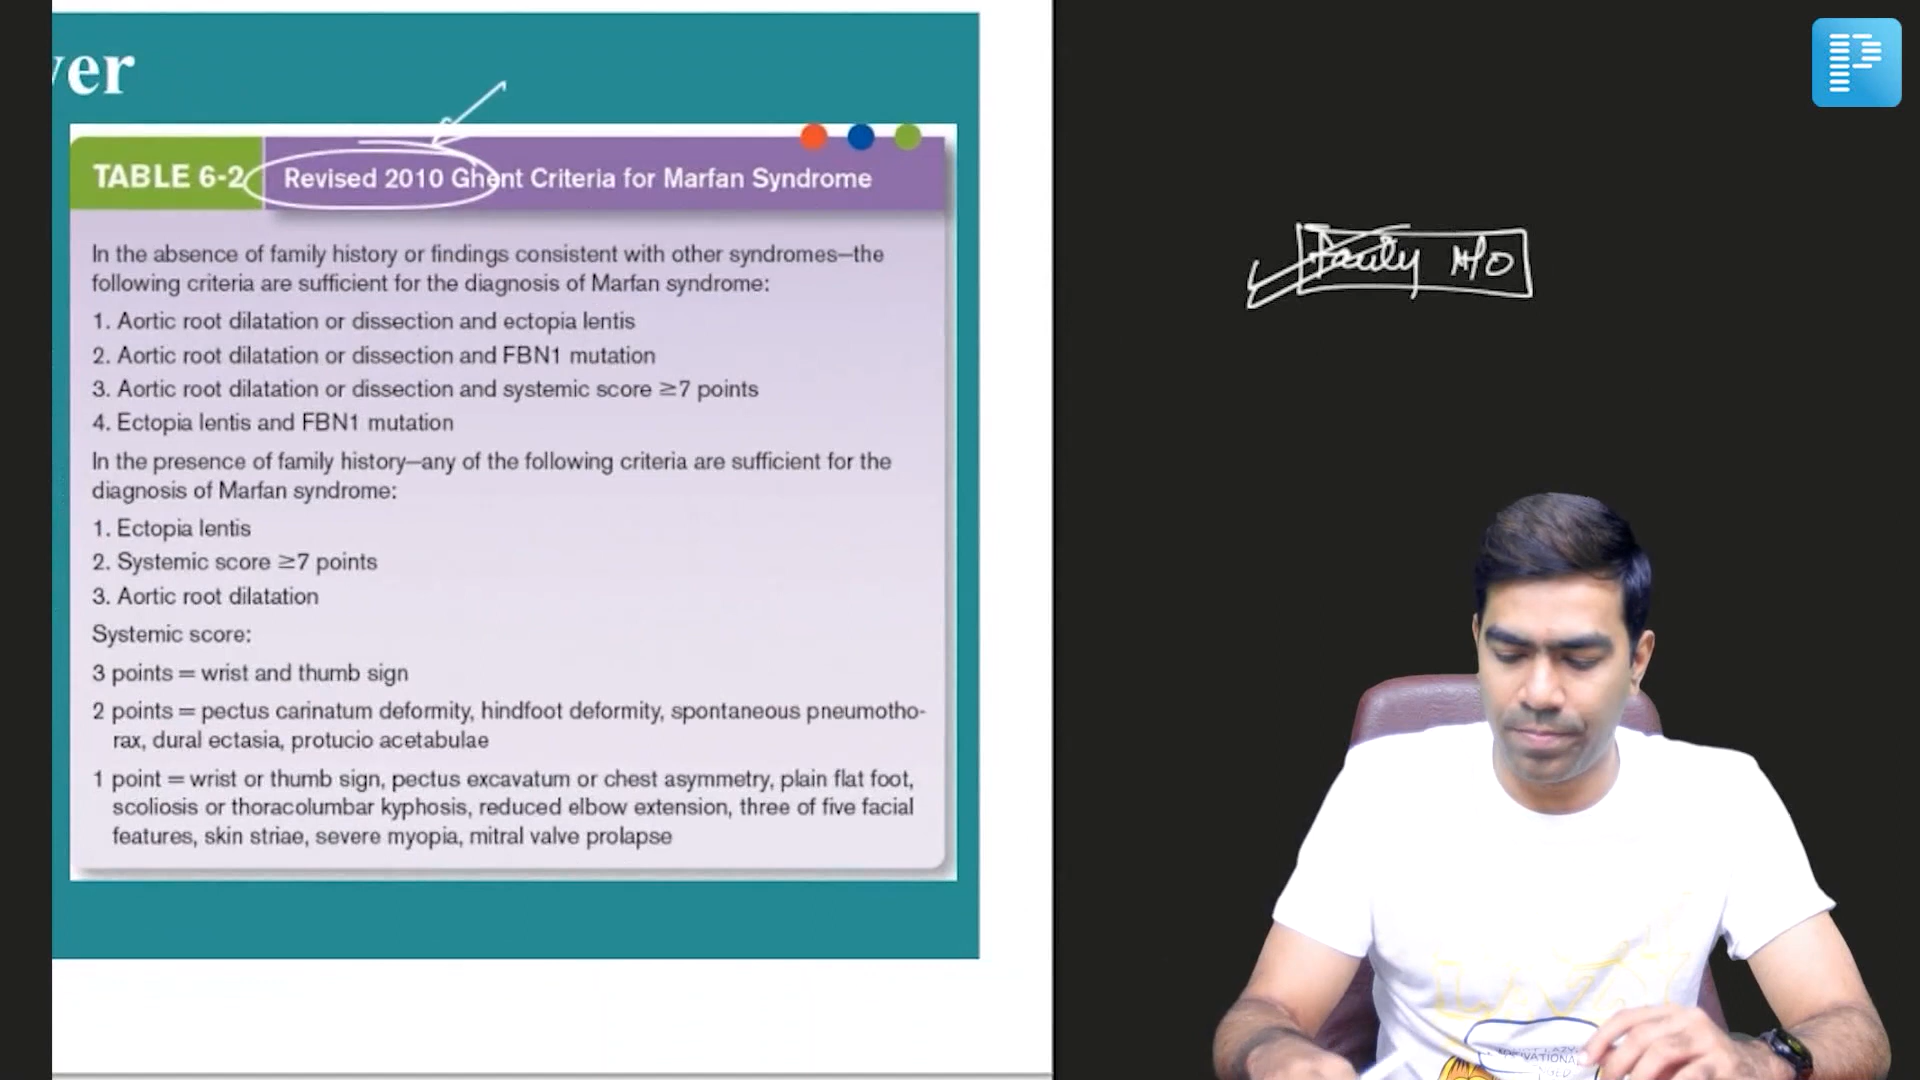 ver
TABLE 6-2 Revised 2010 Ghent Criteria for Marfan Syndrome
In the absence of family history or findings consistent with other syndromes—the
following criteria are sufficient for the diagnosis of Marfan syndrome:
1. Aortic root dilatation or dissection and ectopia lentis
2. Aortic root dilatation or dissection and FBN1 mutation
3. Aortic root dilatation or dissection and systemic score ≥7 points
4. Ectopia lentis and FBN1 mutation
In the presence of family history—any of the following criteria are sufficient for the
diagnosis of Marfan syndrome:
1. Ectopia lentis
2. Systemic score ≥7 points
3. Aortic root dilatation
Systemic score:
3 points = wrist and thumb sign
2 points = pectus carinatum deformity, hindfoot deformity, spontaneous pneumotho-
rax, dural ectasia, protucio acetabulae
1 point = wrist or thumb sign, pectus excavatum or chest asymmetry, plain flat foot,
scoliosis or thoracolumbar kyphosis, reduced elbow extension, three of five facial
features, skin striae, severe myopia, mitral valve prolapse
Family H/O